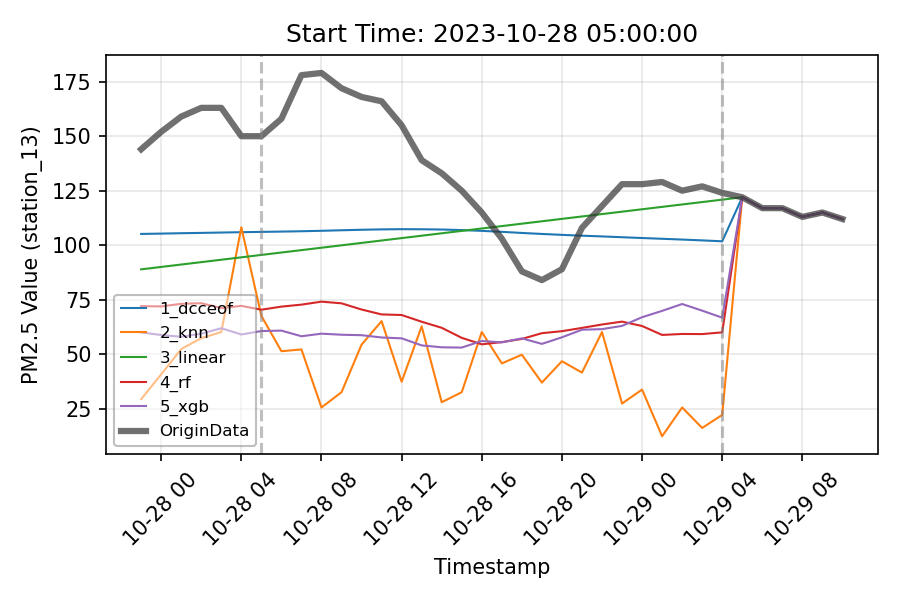 Start Time: 2023-10-28 05:00:00
PM2.5 Value (station_13)
175
150
125
100
75
50
25
1_dcceof
2_knn
3_linear
4_rf
5_xgb
OriginData
10-28 00
10-28 04
10-28 08
10-28 12
10-28 16
10-28 20
10-29 00
10-29 04
10-29 08
Timestamp